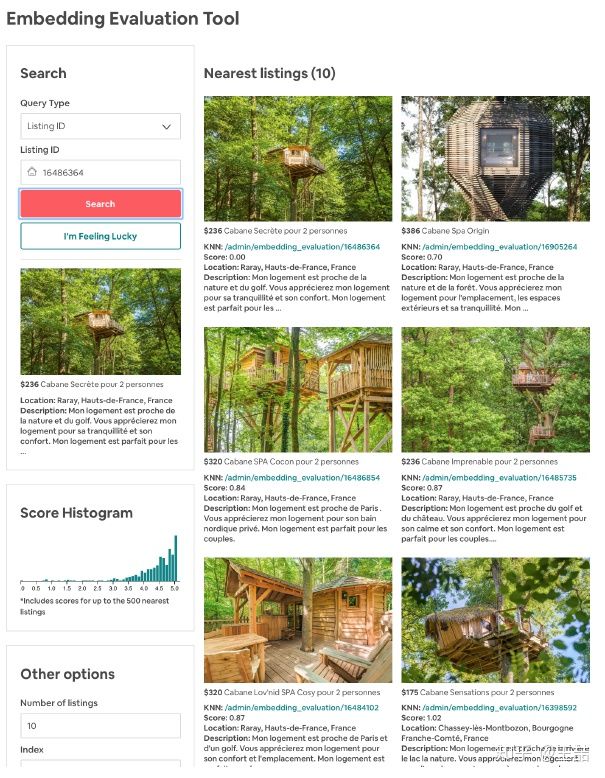 Embedding Evaluation Tool
Search
Query Type
Listing ID
Listing ID
16486364
Search
I'm Feeling Lucky
$236 Cabane Secrète pour 2 personnes
Location: Raray, Hauts-de-France, France
Description: Mon logement est proche de
la nature et du golf. Vous apprécierez mon
logement pour sa tranquillité et son
confort. Mon logement est parfait pour les
...
Score Histogram
.0 0.5 1.0 1.5 2.0 2.5 3.0 3.5 4.0 4.5 5.0
*Includes scores for up to the 500 nearest
listings
Other options
Number of listings
10
Index
Nearest listings (10)
$236 Cabane Secrète pour 2 personnes
KNN: /admin/embedding_evaluation/16486364
Score: 0.00
Location: Raray, Hauts-de-France, France
Description: Mon logement est proche de la
nature et du golf. Vous apprécierez mon logement
pour sa tranquillité et son confort. Mon logement
est parfait pour les ...
$386 Cabane Spa Origin
KNN: /admin/embedding_evaluation/16905264
Score: 0.70
Location: Raray, Hauts-de-France, France
Description: Mon logement est proche de la
nature et de la forêt. Vous apprécierez mon
logement pour l'emplacement, les espaces
extérieurs et sa tranquilité. Mon ...
$320 Cabane SPA Cocon pour 2 personnes
KNN: /admin/embedding_evaluation/16486854
Score: 0.84
Location: Raray, Hauts-de-France, France
Description: Mon logement est proche de Paris .
Vous apprécierez mon logement pour son bain
nordique privé. Mon logement est parfait pour les
couples.
$236 Cabane Imprenable pour 2 personnes
KNN: /admin/embedding_evaluation/16485735
Score: 0.87
Location: Raray, Hauts-de-France, France
Description: Mon logement est proche du golf et
du château. Vous apprécierez mon logement pour
son calme et son confort. Mon logement est
parfait pour les couples....
$320 Cabane Lov'nid SPA Cosy pour 2 personnes
KNN: /admin/embedding_evaluation/16484102
Score: 0.87
Location: Raray, Hauts-de-France, France
Description: Mon logement est proche de Paris et
d'un golf. Vous apprécierez mon logement pour
son confort et l'immersion en pleine nature. Mon
$175 Cabane Sensations pour 2 personnes
KNN: /admin/embedding_evaluation/16398592
Score: 1.02
Location: Chassey-lès-Montbozon, Bourgogne
Franche-Comté, France
Description: Mon logement est proche de la nature
le lac la nature. Vous apprécierez mon logement